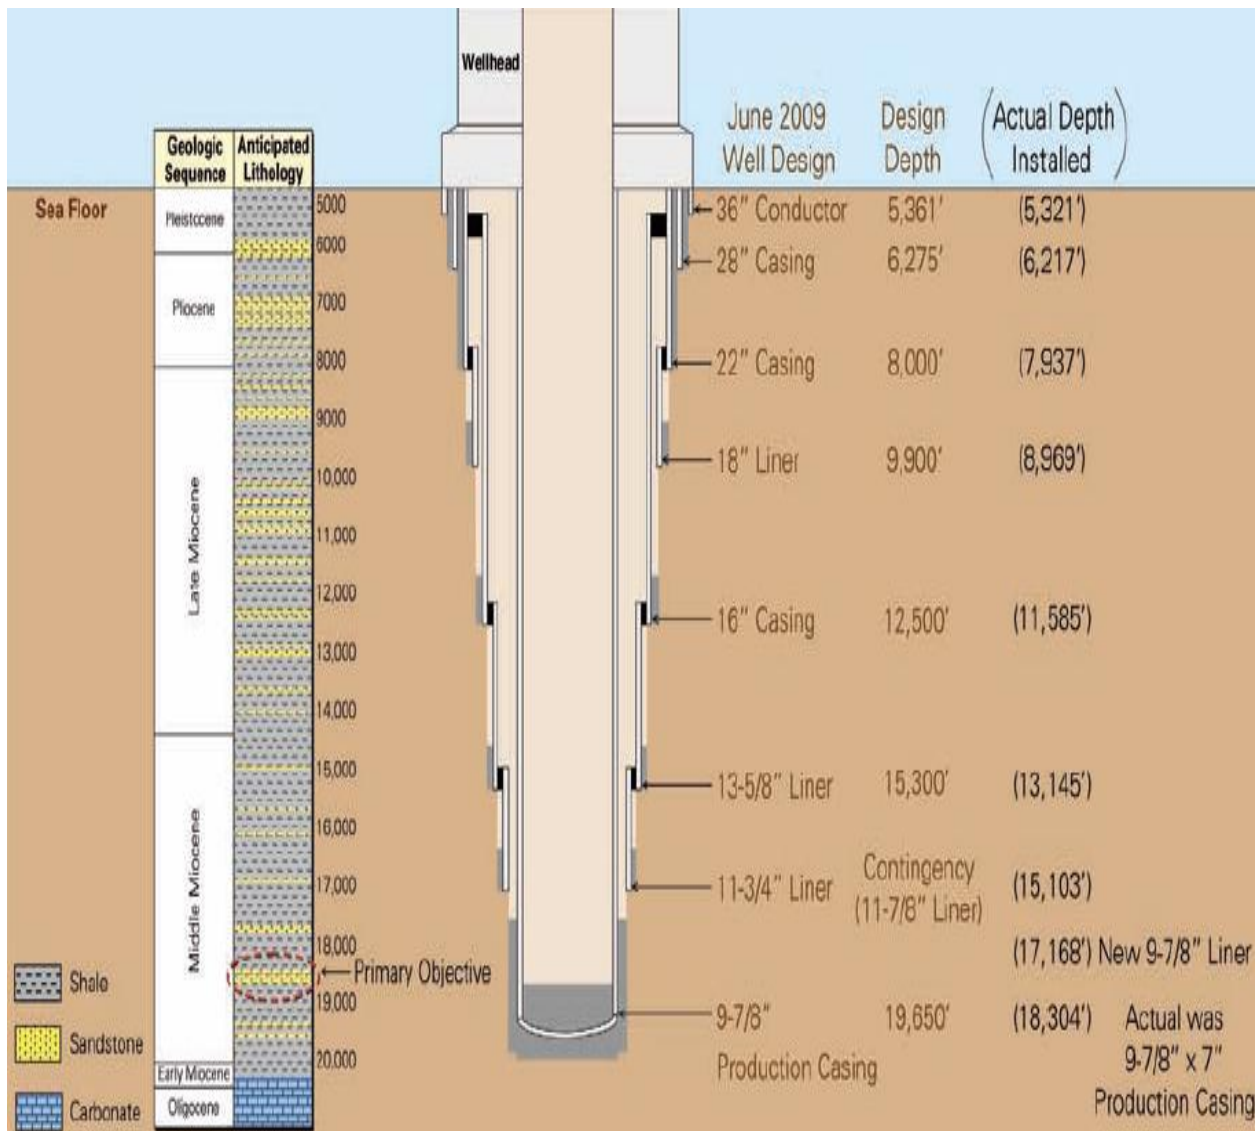 Wellhead
June 2009
Well Design
Design
Depth
(Actual Depth
Installed)
Geologic
Sequence
Anticipated
Lithology
Sea Floor
Pleistocene
5000
6000
Pliocene
7000
8000
Late Miocene
9000
10,000
11,000
12,000
13,000
14,000
Middle Miocene
15,000
16,000
17,000
18,000
19,000
20,000
Early Miocene
Oligocene
Primary Objective
Shale
Sandstone
Carbonate
36" Conductor 5,361' (5,321')
28" Casing 6,275' (6,217')
22" Casing 8,000' (7,937')
18" Liner 9,900' (8,969')
16" Casing 12,500' (11,585')
13-5/8" Liner 15,300' (13,145')
11-3/4" Liner Contingency (15,103')
(11-7/8" Liner)
(17,168') New 9-7/8" Liner
9-7/8" 19,650' (18,304') Actual was
Production Casing
9-7/8" x 7"
Production Casing